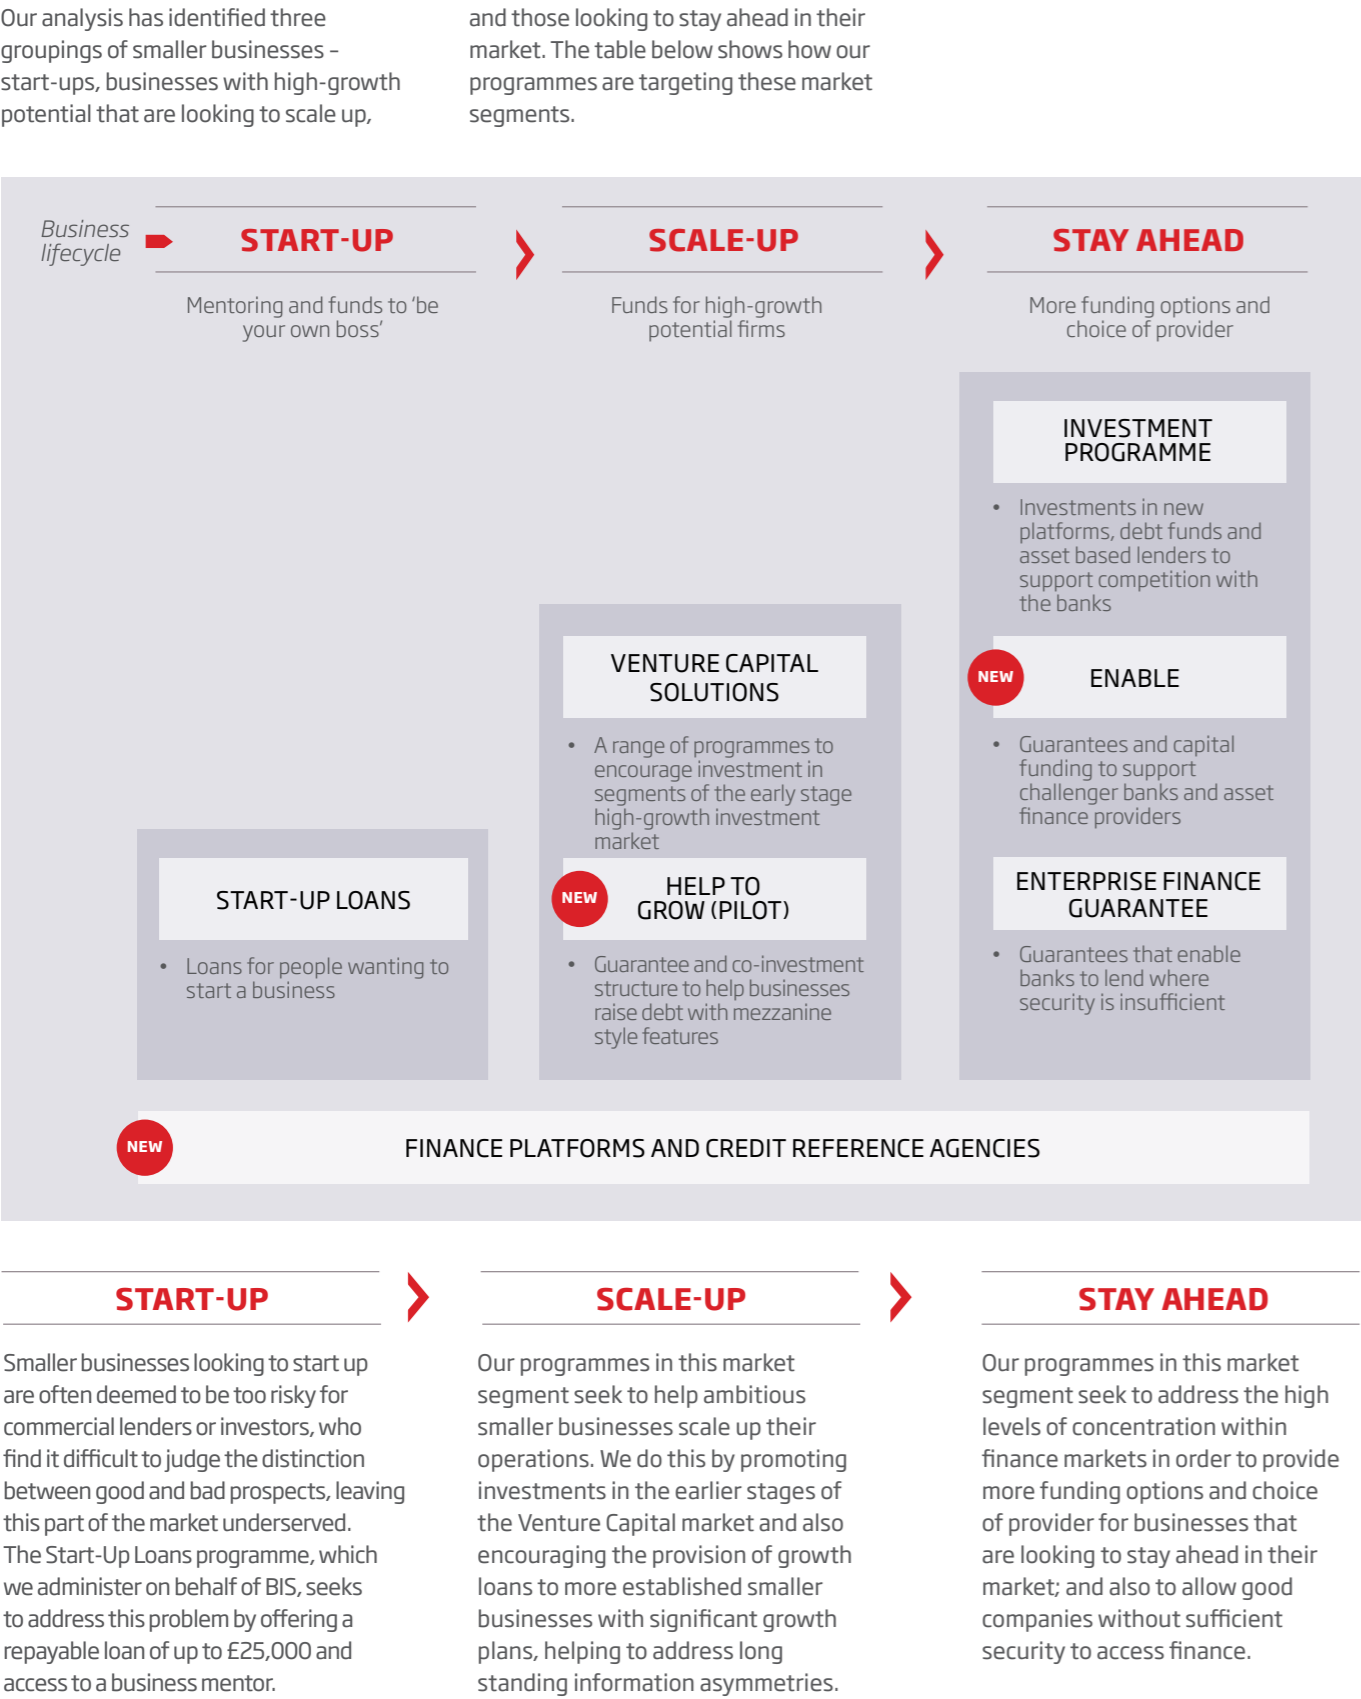 Our analysis has identified three
groupings of smaller businesses –
start-ups, businesses with high-growth
potential that are looking to scale up,
and those looking to stay ahead in their
market. The table below shows how our
programmes are targeting these market
segments.
Business
lifecycle
START-UP
Mentoring and funds to ‘be
your own boss’
SCALE-UP
Funds for high-growth
potential firms
STAY AHEAD
More funding options and
choice of provider
START-UP LOANS
• Loans for people wanting to
start a business
VENTURE CAPITAL
SOLUTIONS
• A range of programmes to
encourage investment in
segments of the early stage
high-growth investment
market
NEW
HELP TO
GROW (PILOT)
• Guarantee and co-investment
structure to help businesses
raise debt with mezzanine
style features
INVESTMENT
PROGRAMME
• Investments in new
platforms, debt funds and
asset based lenders to
support competition with
the banks
NEW
ENABLE
• Guarantees and capital
funding to support
challenger banks and asset
finance providers
ENTERPRISE FINANCE
GUARANTEE
• Guarantees that enable
banks to lend where
security is insufficient
NEW
FINANCE PLATFORMS AND CREDIT REFERENCE AGENCIES
START-UP
Smaller businesses looking to start up
are often deemed to be too risky for
commercial lenders or investors, who
find it difficult to judge the distinction
between good and bad prospects, leaving
this part of the market underserved.
The Start-Up Loans programme, which
we administer on behalf of BIS, seeks
to address this problem by offering a
repayable loan of up to £25,000 and
access to a business mentor.
SCALE-UP
Our programmes in this market
segment seek to help ambitious
smaller businesses scale up their
operations. We do this by promoting
investments in the earlier stages of
the Venture Capital market and also
encouraging the provision of growth
loans to more established smaller
businesses with significant growth
plans, helping to address long
standing information asymmetries.
STAY AHEAD
Our programmes in this market
segment seek to address the high
levels of concentration within
finance markets in order to provide
more funding options and choice
of provider for businesses that
are looking to stay ahead in their
market; and also to allow good
companies without sufficient
security to access finance.